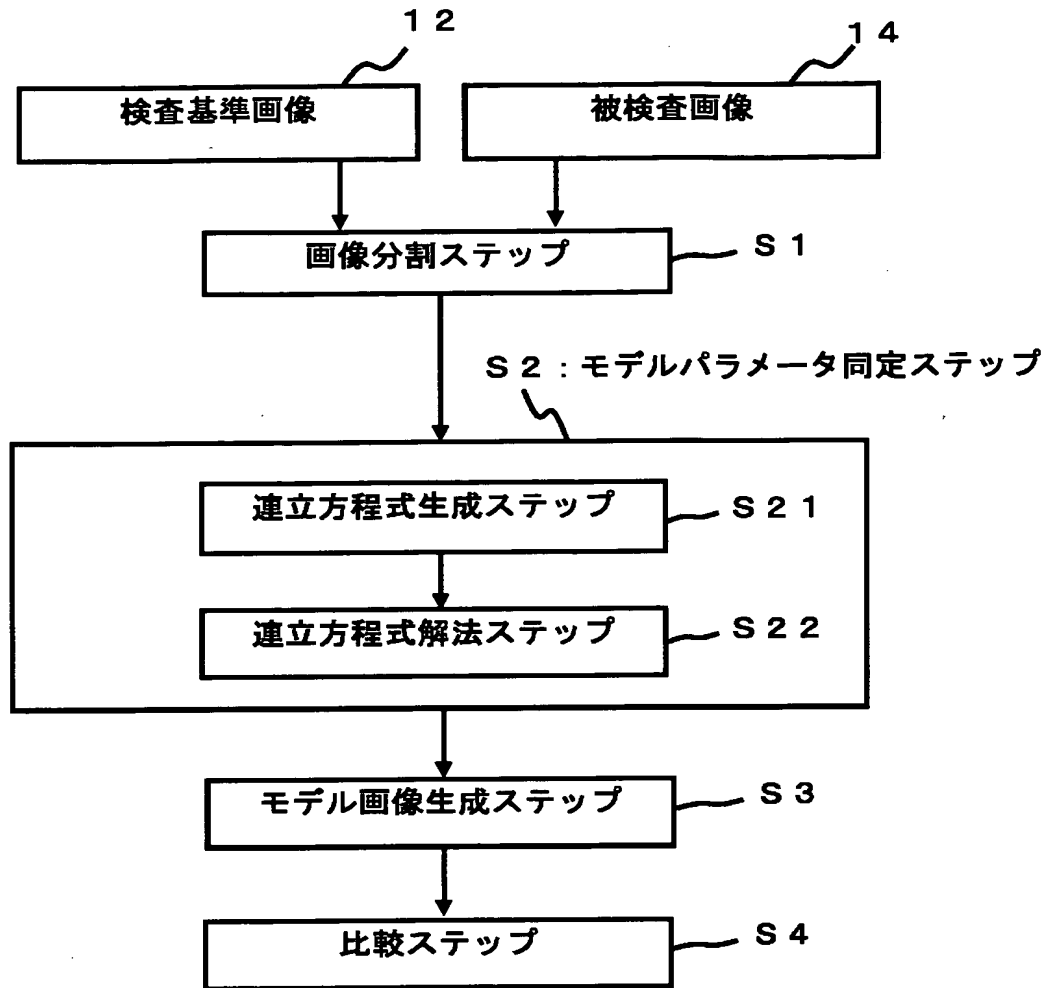 １２
１４
検査基準画像
被検査画像
画像分割ステップ
Ｓ１
Ｓ２：モデルパラメータ同定ステップ
連立方程式生成ステップ
Ｓ２１
連立方程式解法ステップ
Ｓ２２
モデル画像生成ステップ
Ｓ３
比較ステップ
Ｓ４